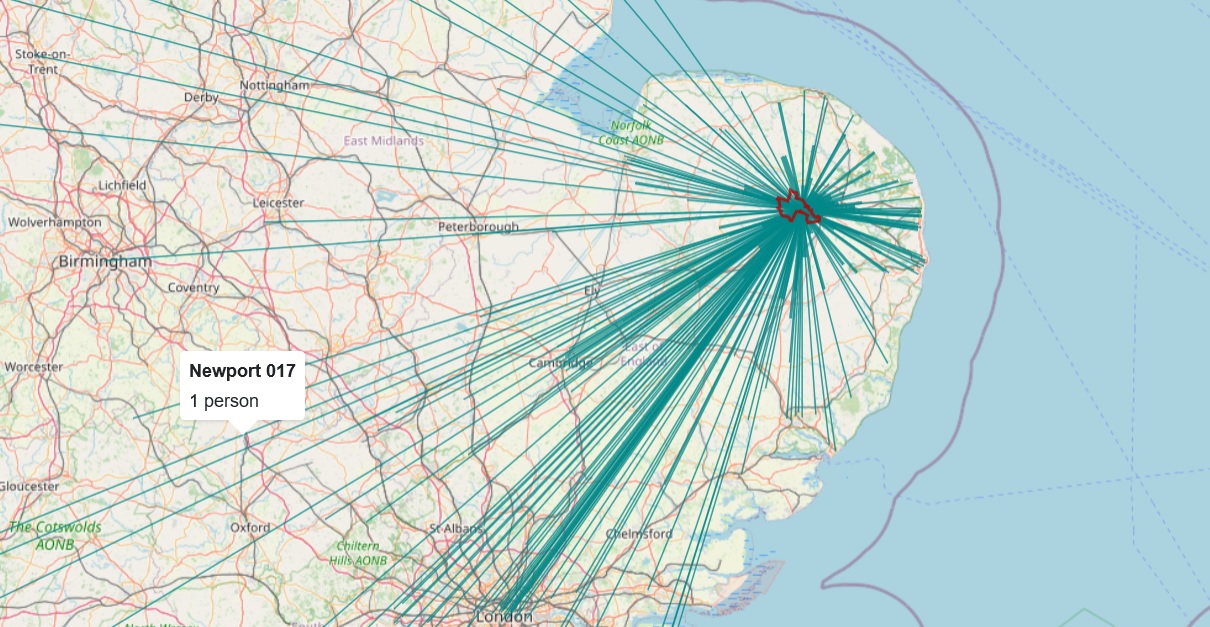 Stoke-on-
Trent
Nottingham
Derby
Norfolk
Coast AONB
East Midlands
Lichfield
Leicester
Wolverhampton
Peterborough
Birmingham
Coventry
Ely
East of
England
Cambridge
Worcester
Newport 017
1 person
Gloucester
The Cotswolds
AONB
Oxford
St Albans
Chelmsford
Chiltern
Hills AONB
London